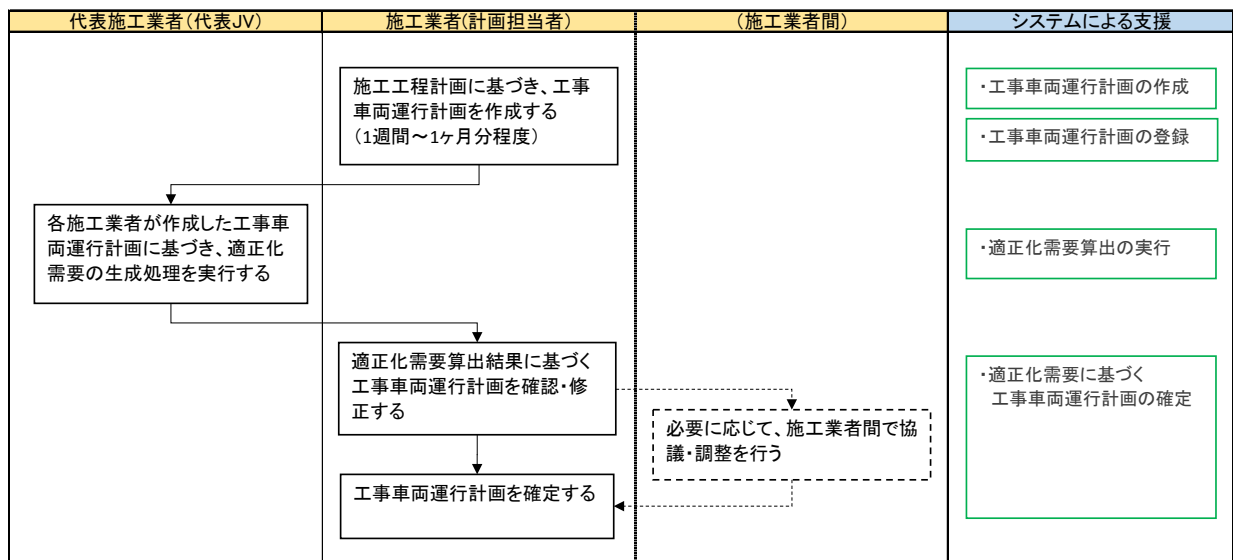 代表施工業者(代表JV)
施工業者(計画担当者)
(施工業者間)
システムによる支援
施工工程計画に基づき、工事
車両運行計画を作成する
(1週間～1ヶ月分程度)
・工事車両運行計画の作成
・工事車両運行計画の登録
各施工業者が作成した工事車
両運行計画に基づき、適正化
需要の生成処理を実行する
・適正化需要算出の実行
適正化需要算出結果に基づく
工事車両運行計画を確認・修
正する
・適正化需要に基づく
工事車両運行計画の確定
必要に応じて、施工業者間で協
議・調整を行う
工事車両運行計画を確定する